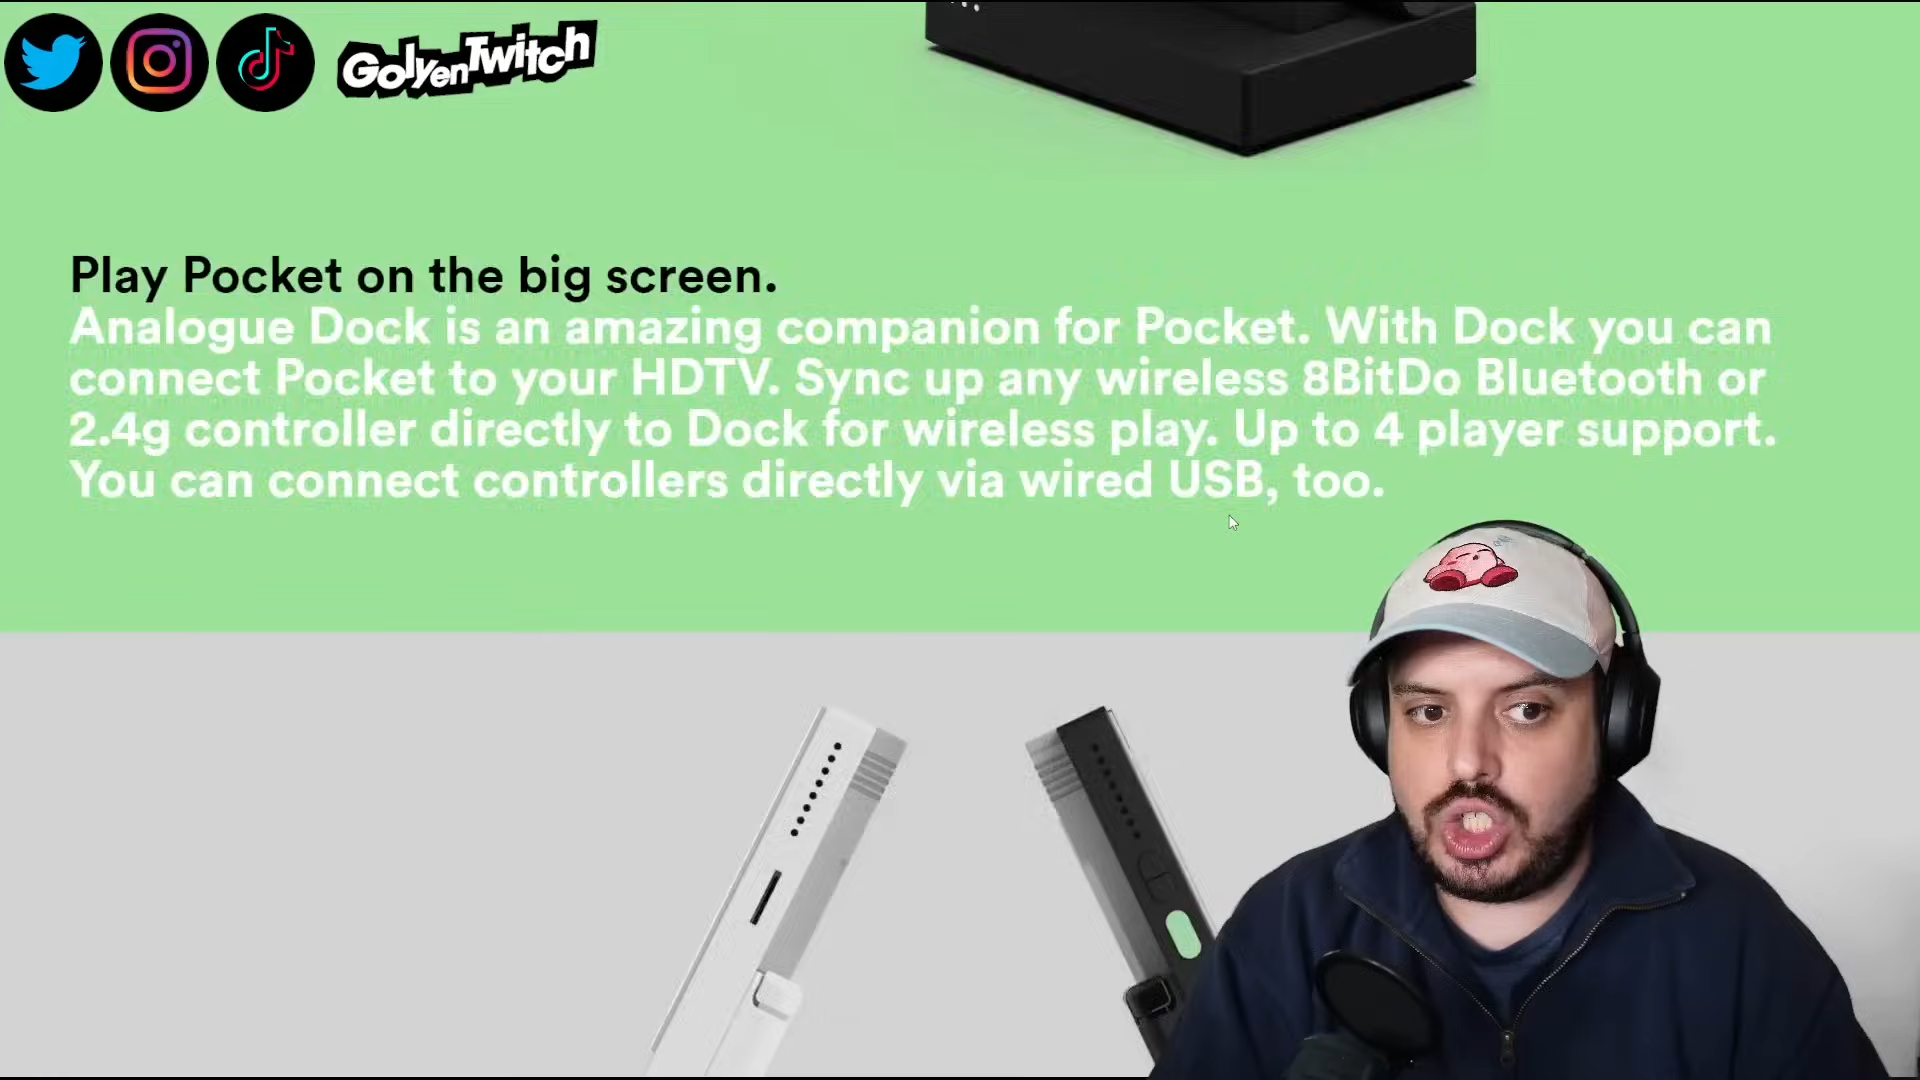 GolyenTwitch
Play Pocket on the big screen.
Analogue Dock is an amazing companion for Pocket. With Dock you can
connect Pocket to your HDTV. Sync up any wireless 8BitDo Bluetooth or
2.4g controller directly to Dock for wireless play. Up to 4 player support.
You can connect controllers directly via wired USB, too.